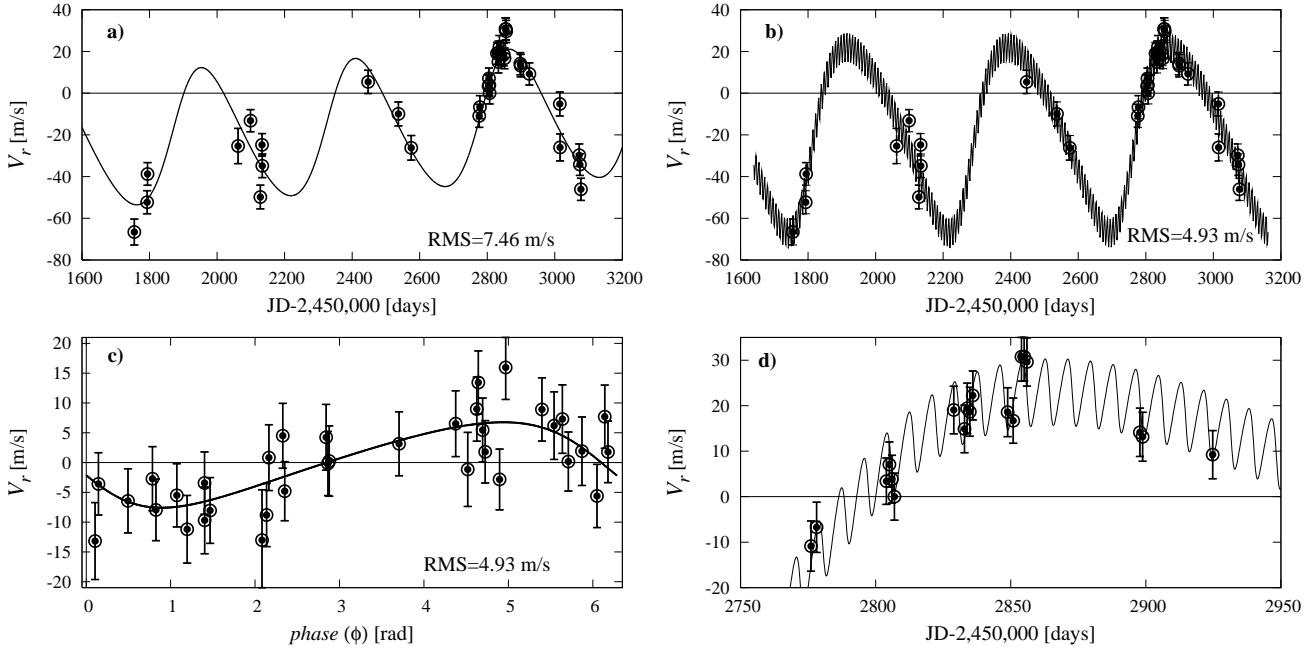 a)
40
20
0
-20
-40
-60
-80
V_r [m/s]
RMS=7.46 m/s
1600 1800 2000 2200 2400 2600 2800 3000 3200
JD-2,450,000 [days]
b)
40
20
0
-20
-40
-60
-80
V_r [m/s]
RMS=4.93 m/s
1600 1800 2000 2200 2400 2600 2800 3000 3200
JD-2,450,000 [days]
c)
20
15
10
5
0
-5
-10
-15
-20
V_r [m/s]
RMS=4.93 m/s
0 1 2 3 4 5 6
phase (ϕ) [rad]
d)
30
20
10
0
-10
-20
V_r [m/s]
2750 2800 2850 2900 2950
JD-2,450,000 [days]